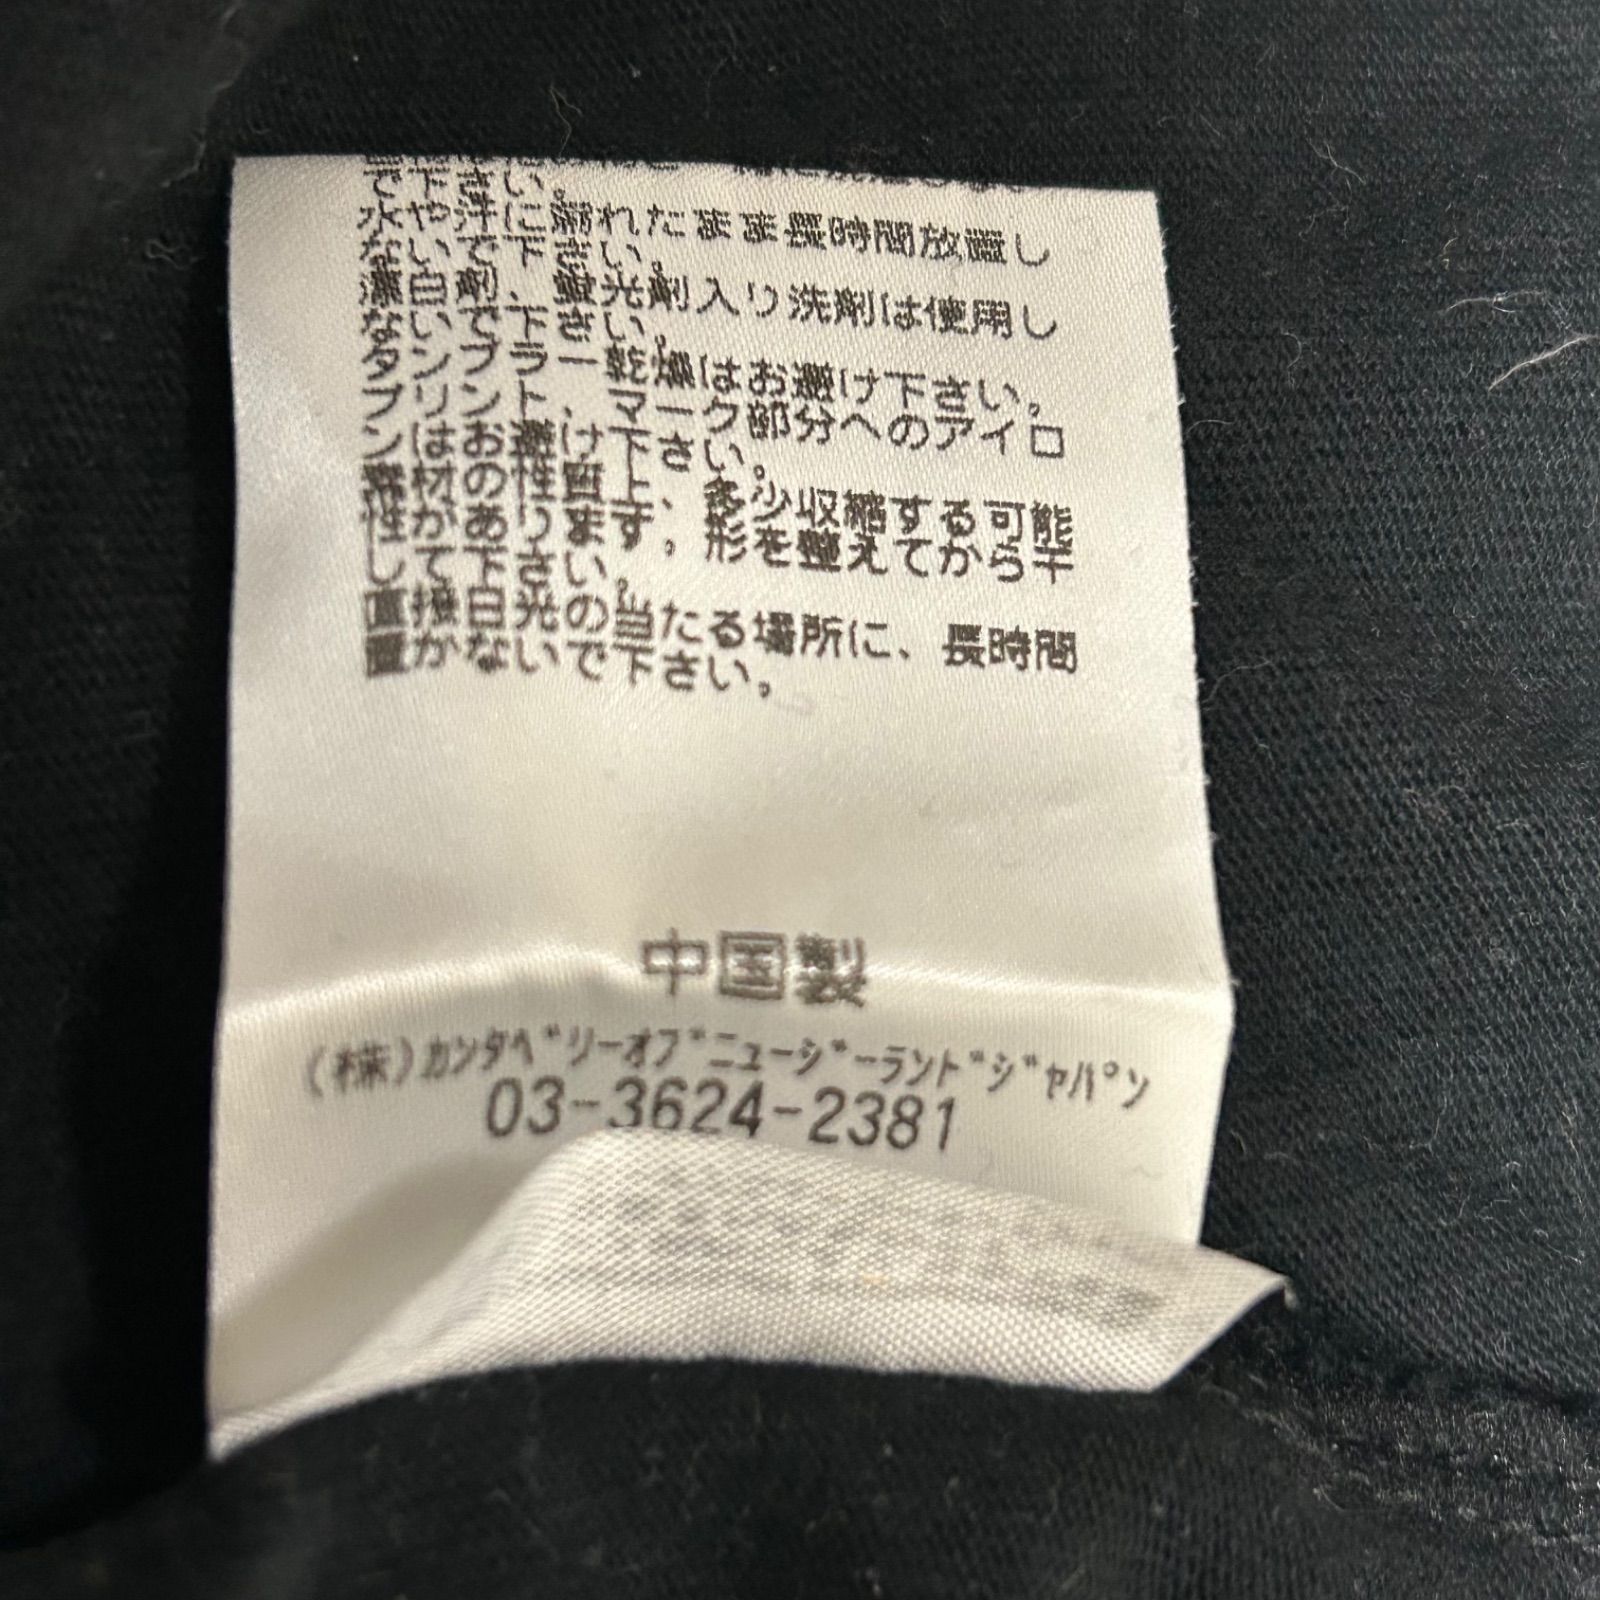 で下さい。
水や汗に濡れたまま長時間放置し
ないで下さい。
漂白剤、蛍光剤入り洗剤は使用し
ないで下さい。
タンブラー乾燥はお避け下さい。
プリント、マーク部分へのアイロ
ンはお避け下さい。
素材の性質上、多少収縮する可能
性があります。形を整えてから干
して下さい。
直接日光の当たる場所に、長時間
置かないで下さい。
中国製
(株)カンタベリーオブニュージーランドジャパン
03-3624-2381